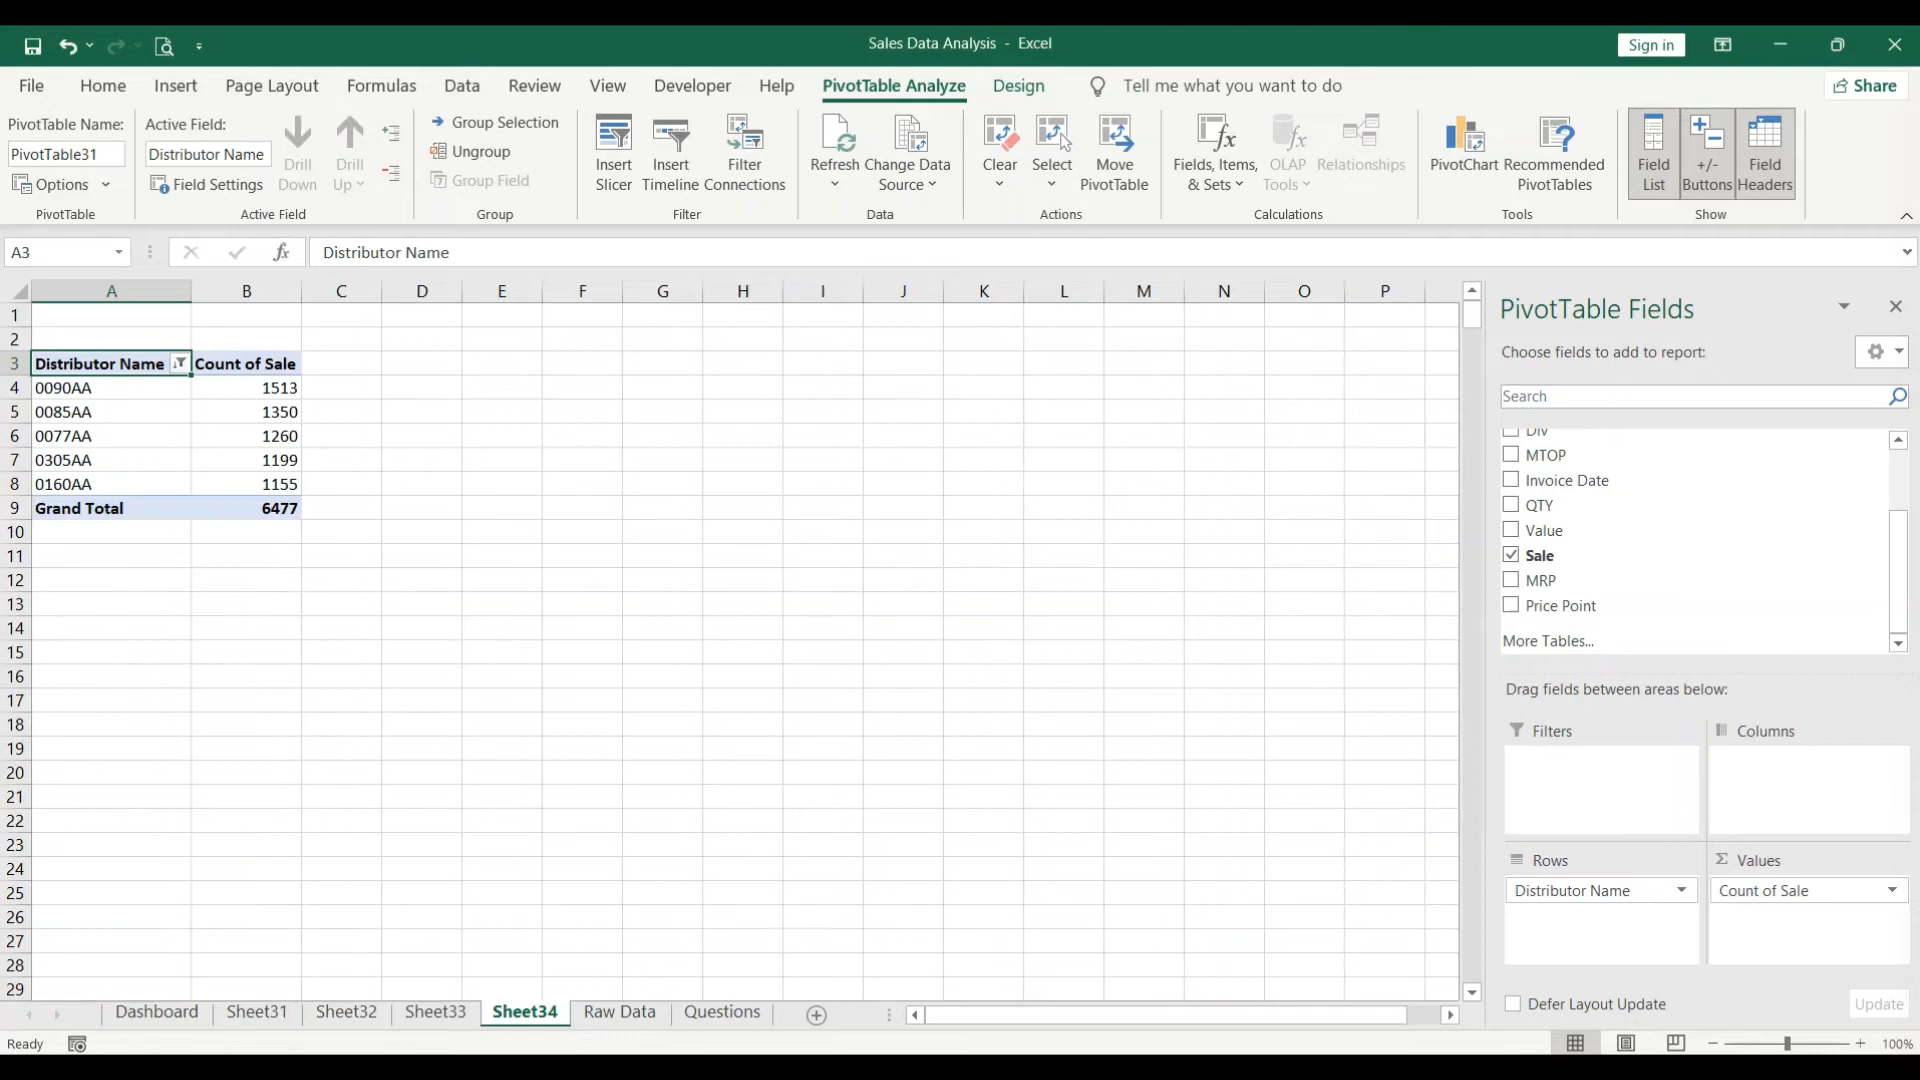 Sales Data Analysis - Excel
Sign in
File Home Insert Page Layout Formulas Data Review View Developer Help PivotTable Analyze Design Tell me what you want to do Share
PivotTable Name:
PivotTable31
Options
PivotTable
Active Field:
Distributor Name
Field Settings
Drill Down
Drill Up
Active Field
Group Selection
Ungroup
Group Field
Group
Insert Slicer
Insert Timeline
Filter Connections
Filter
Refresh
Change Data Source
Data
Clear
Select
Move PivotTable
Actions
Fields, Items, & Sets
OLAP Tools
Relationships
Calculations
PivotChart
Recommended PivotTables
Tools
Field List
+/- Buttons
Field Headers
Show
A3
fx
Distributor Name
A B C D E F G H I J K L M N O P
1
2
3 Distributor Name Count of Sale
4 0090AA 1513
5 0085AA 1350
6 0077AA 1260
7 0305AA 1199
8 0160AA 1155
9 Grand Total 6477
10
11
12
13
14
15
16
17
18
19
20
21
22
23
24
25
26
27
28
29
PivotTable Fields
Choose fields to add to report:
Search
DIV
MTOP
Invoice Date
QTY
Value
Sale
MRP
Price Point
More Tables...
Drag fields between areas below:
Filters
Columns
Rows
Σ Values
Distributor Name
Count of Sale
Defer Layout Update
Update
Dashboard Sheet31 Sheet32 Sheet33 Sheet34 Raw Data Questions
Ready
100%